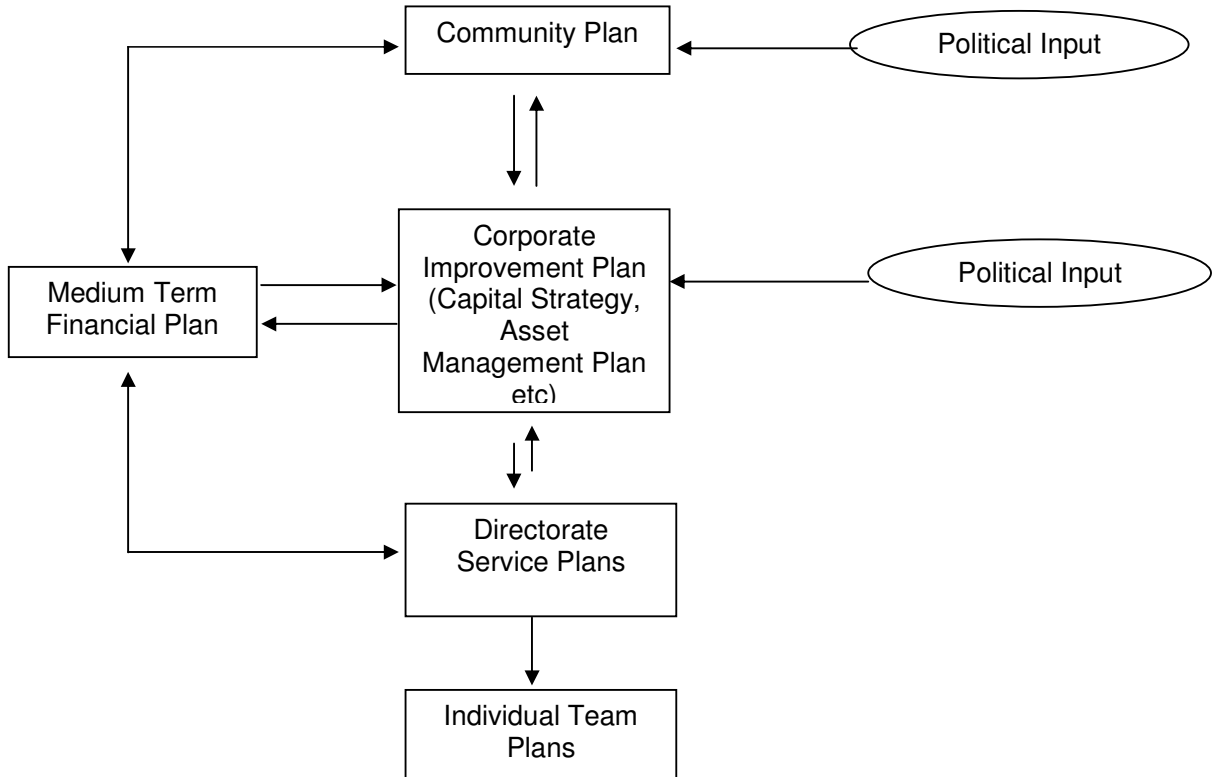 Community Plan
Political Input
Corporate
Improvement Plan
(Capital Strategy,
Asset
Management Plan
etc)
Political Input
Medium Term
Financial Plan
Directorate
Service Plans
Individual Team
Plans